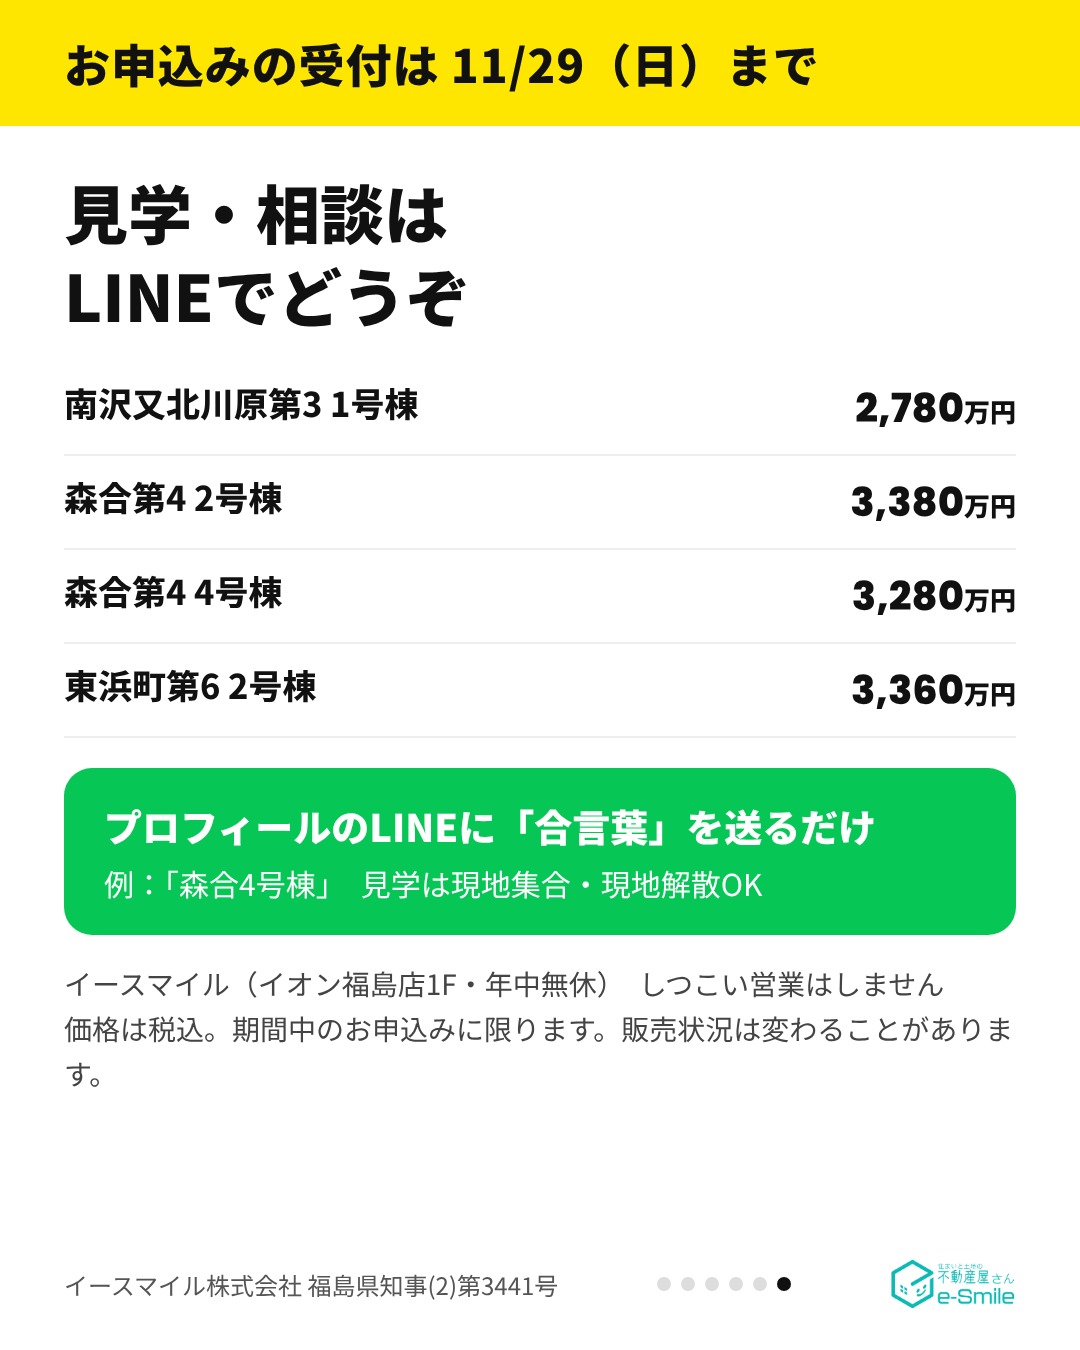 お申込みの受付は 11/29（日）まで
見学・相談は
LINEでどうぞ
南沢又北川原第3 1号棟
2,780万円
森合第4 2号棟
3,380万円
森合第4 4号棟
3,280万円
東浜町第6 2号棟
3,360万円
プロフィールのLINEに「合言葉」を送るだけ
例：「森合4号棟」 見学は現地集合・現地解散OK
イースマイル（イオン福島店1F・年中無休） しつこい営業はしません
価格は税込。期間中のお申込みに限ります。販売状況は変わることがありま
す。
イースマイル株式会社 福島県知事(2)第3441号
住まいと土地の
不動産屋さん
e-Smile